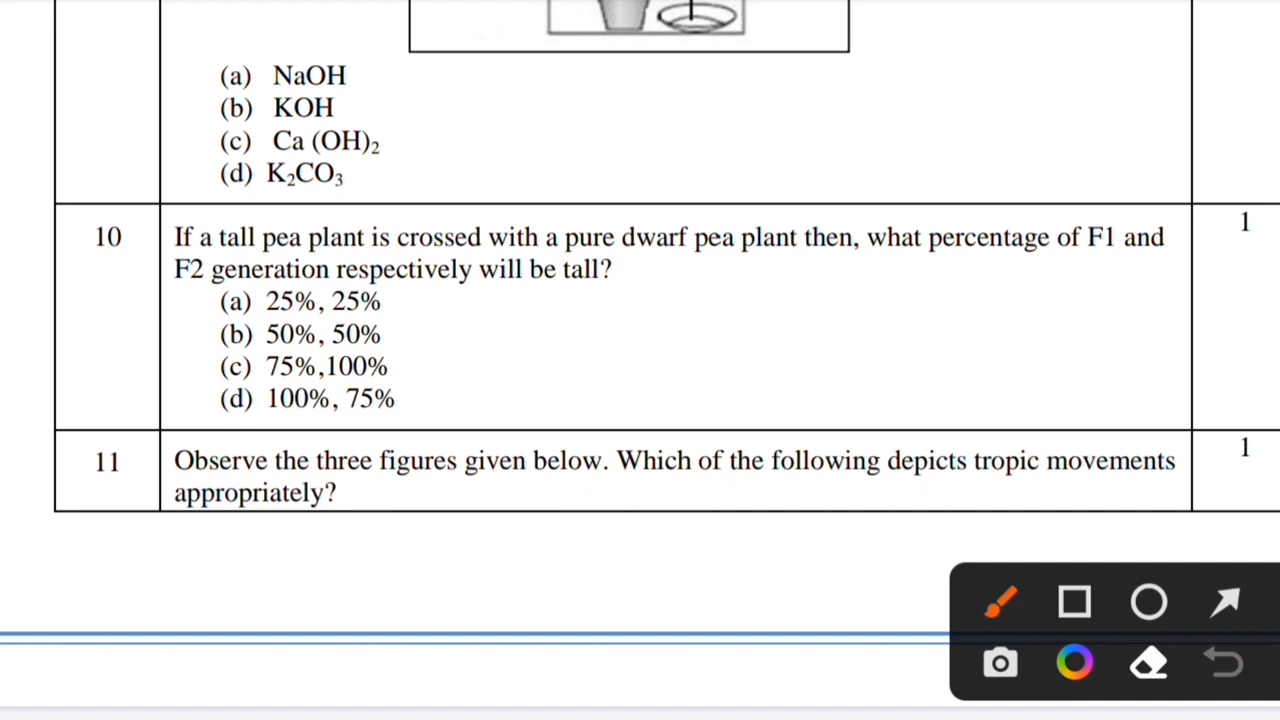 (a) NaOH
(b) KOH
(c) Ca (OH)₂
(d) K₂CO₃
10
If a tall pea plant is crossed with a pure dwarf pea plant then, what percentage of F1 and
1
F2 generation respectively will be tall?
(a) 25%, 25%
(b) 50%, 50%
(c) 75%,100%
(d) 100%, 75%
11
Observe the three figures given below. Which of the following depicts tropic movements
1
appropriately?